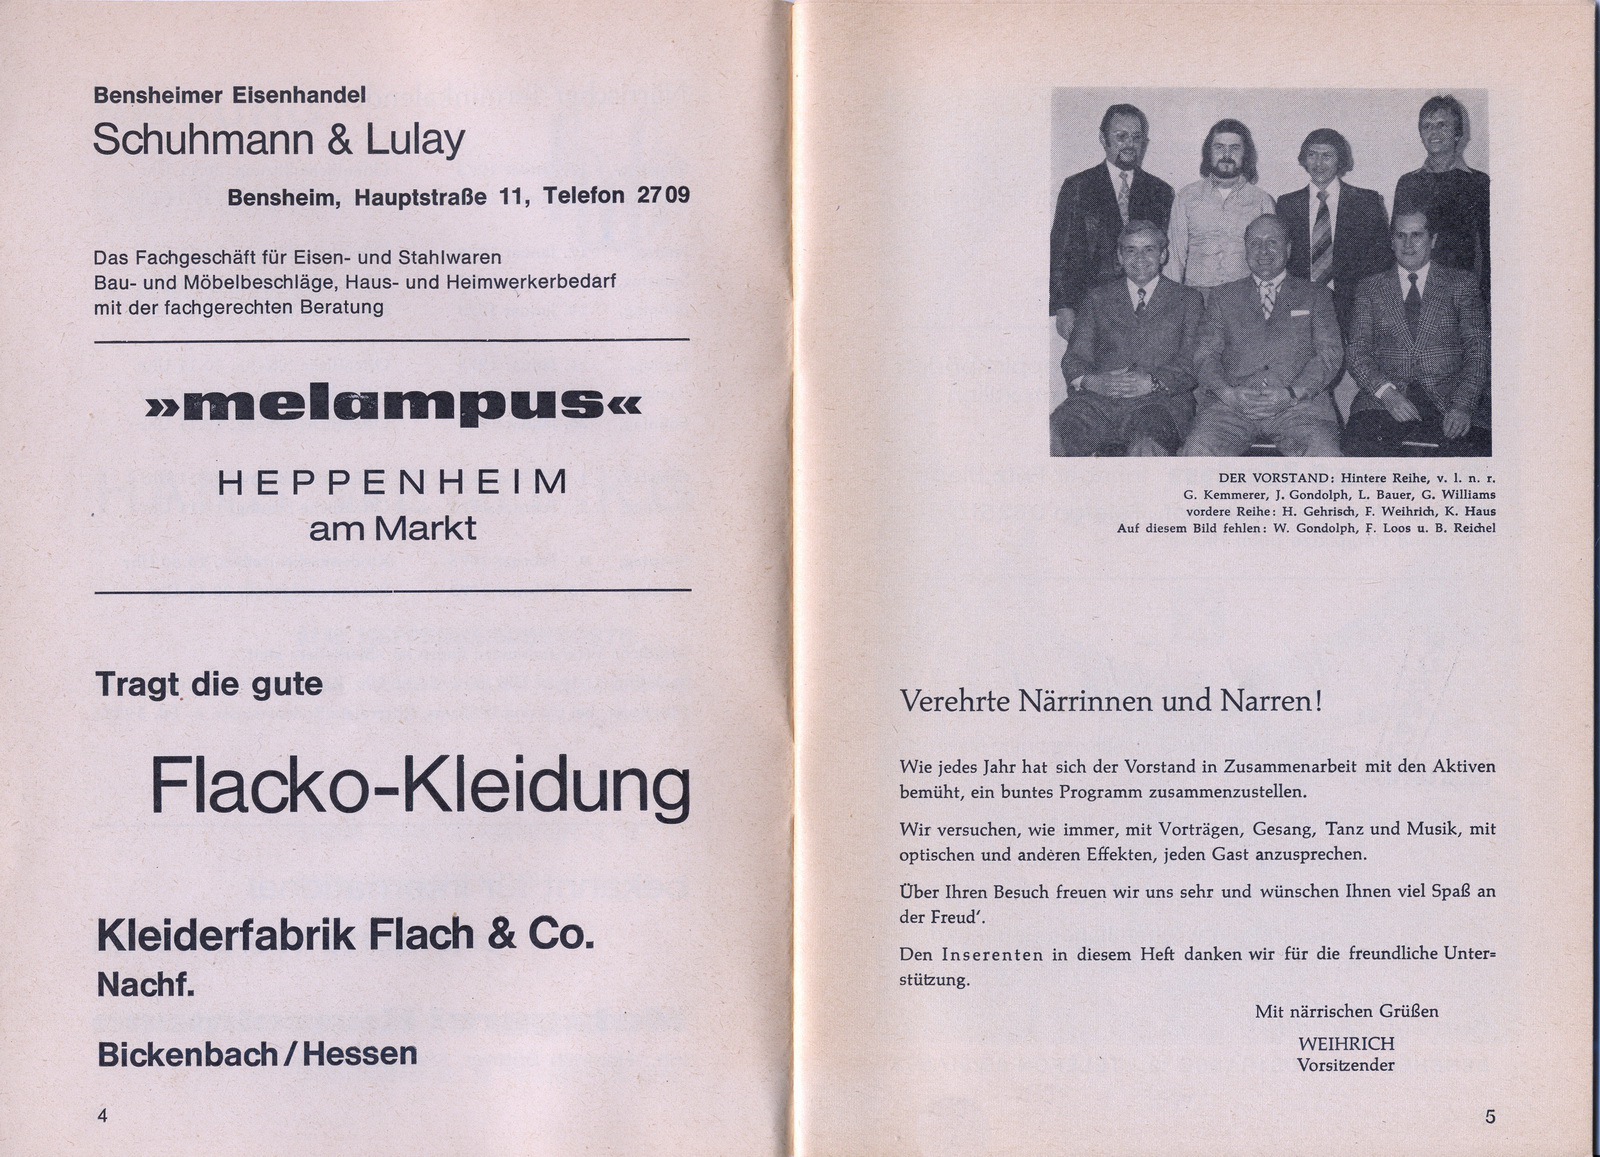 Bensheimer Eisenhandel
Schuhmann & Lulay
Bensheim, Hauptstraße 11, Telefon 27 09
Das Fachgeschäft für Eisen- und Stahlwaren
Bau- und Möbelbeschläge, Haus- und Heimwerkerbedarf
mit der fachgerechten Beratung
»melampus«
HEPPENHEIM
am Markt
Tragt die gute
Flacko-Kleidung
Kleiderfabrik Flach & Co.
Nachf.
Bickenbach/Hessen
4
DER VORSTAND: Hintere Reihe, v. l. n. r.
G. Kemmerer, J. Gondolph, L. Bauer, G. Williams
vordere Reihe: H. Gehrisch, F. Weihrich, K. Haus
Auf diesem Bild fehlen: W. Gondolph, F. Loos u. B. Reichel
Verehrte Närrinnen und Narren!
Wie jedes Jahr hat sich der Vorstand in Zusammenarbeit mit den Aktiven
bemüht, ein buntes Programm zusammenzustellen.
Wir versuchen, wie immer, mit Vorträgen, Gesang, Tanz und Musik, mit
optischen und anderen Effekten, jeden Gast anzusprechen.
Über Ihren Besuch freuen wir uns sehr und wünschen Ihnen viel Spaß an
der Freud'.
Den Inserenten in diesem Heft danken wir für die freundliche Unter=
stützung.
Mit närrischen Grüßen
WEIHRICH
Vorsitzender
5